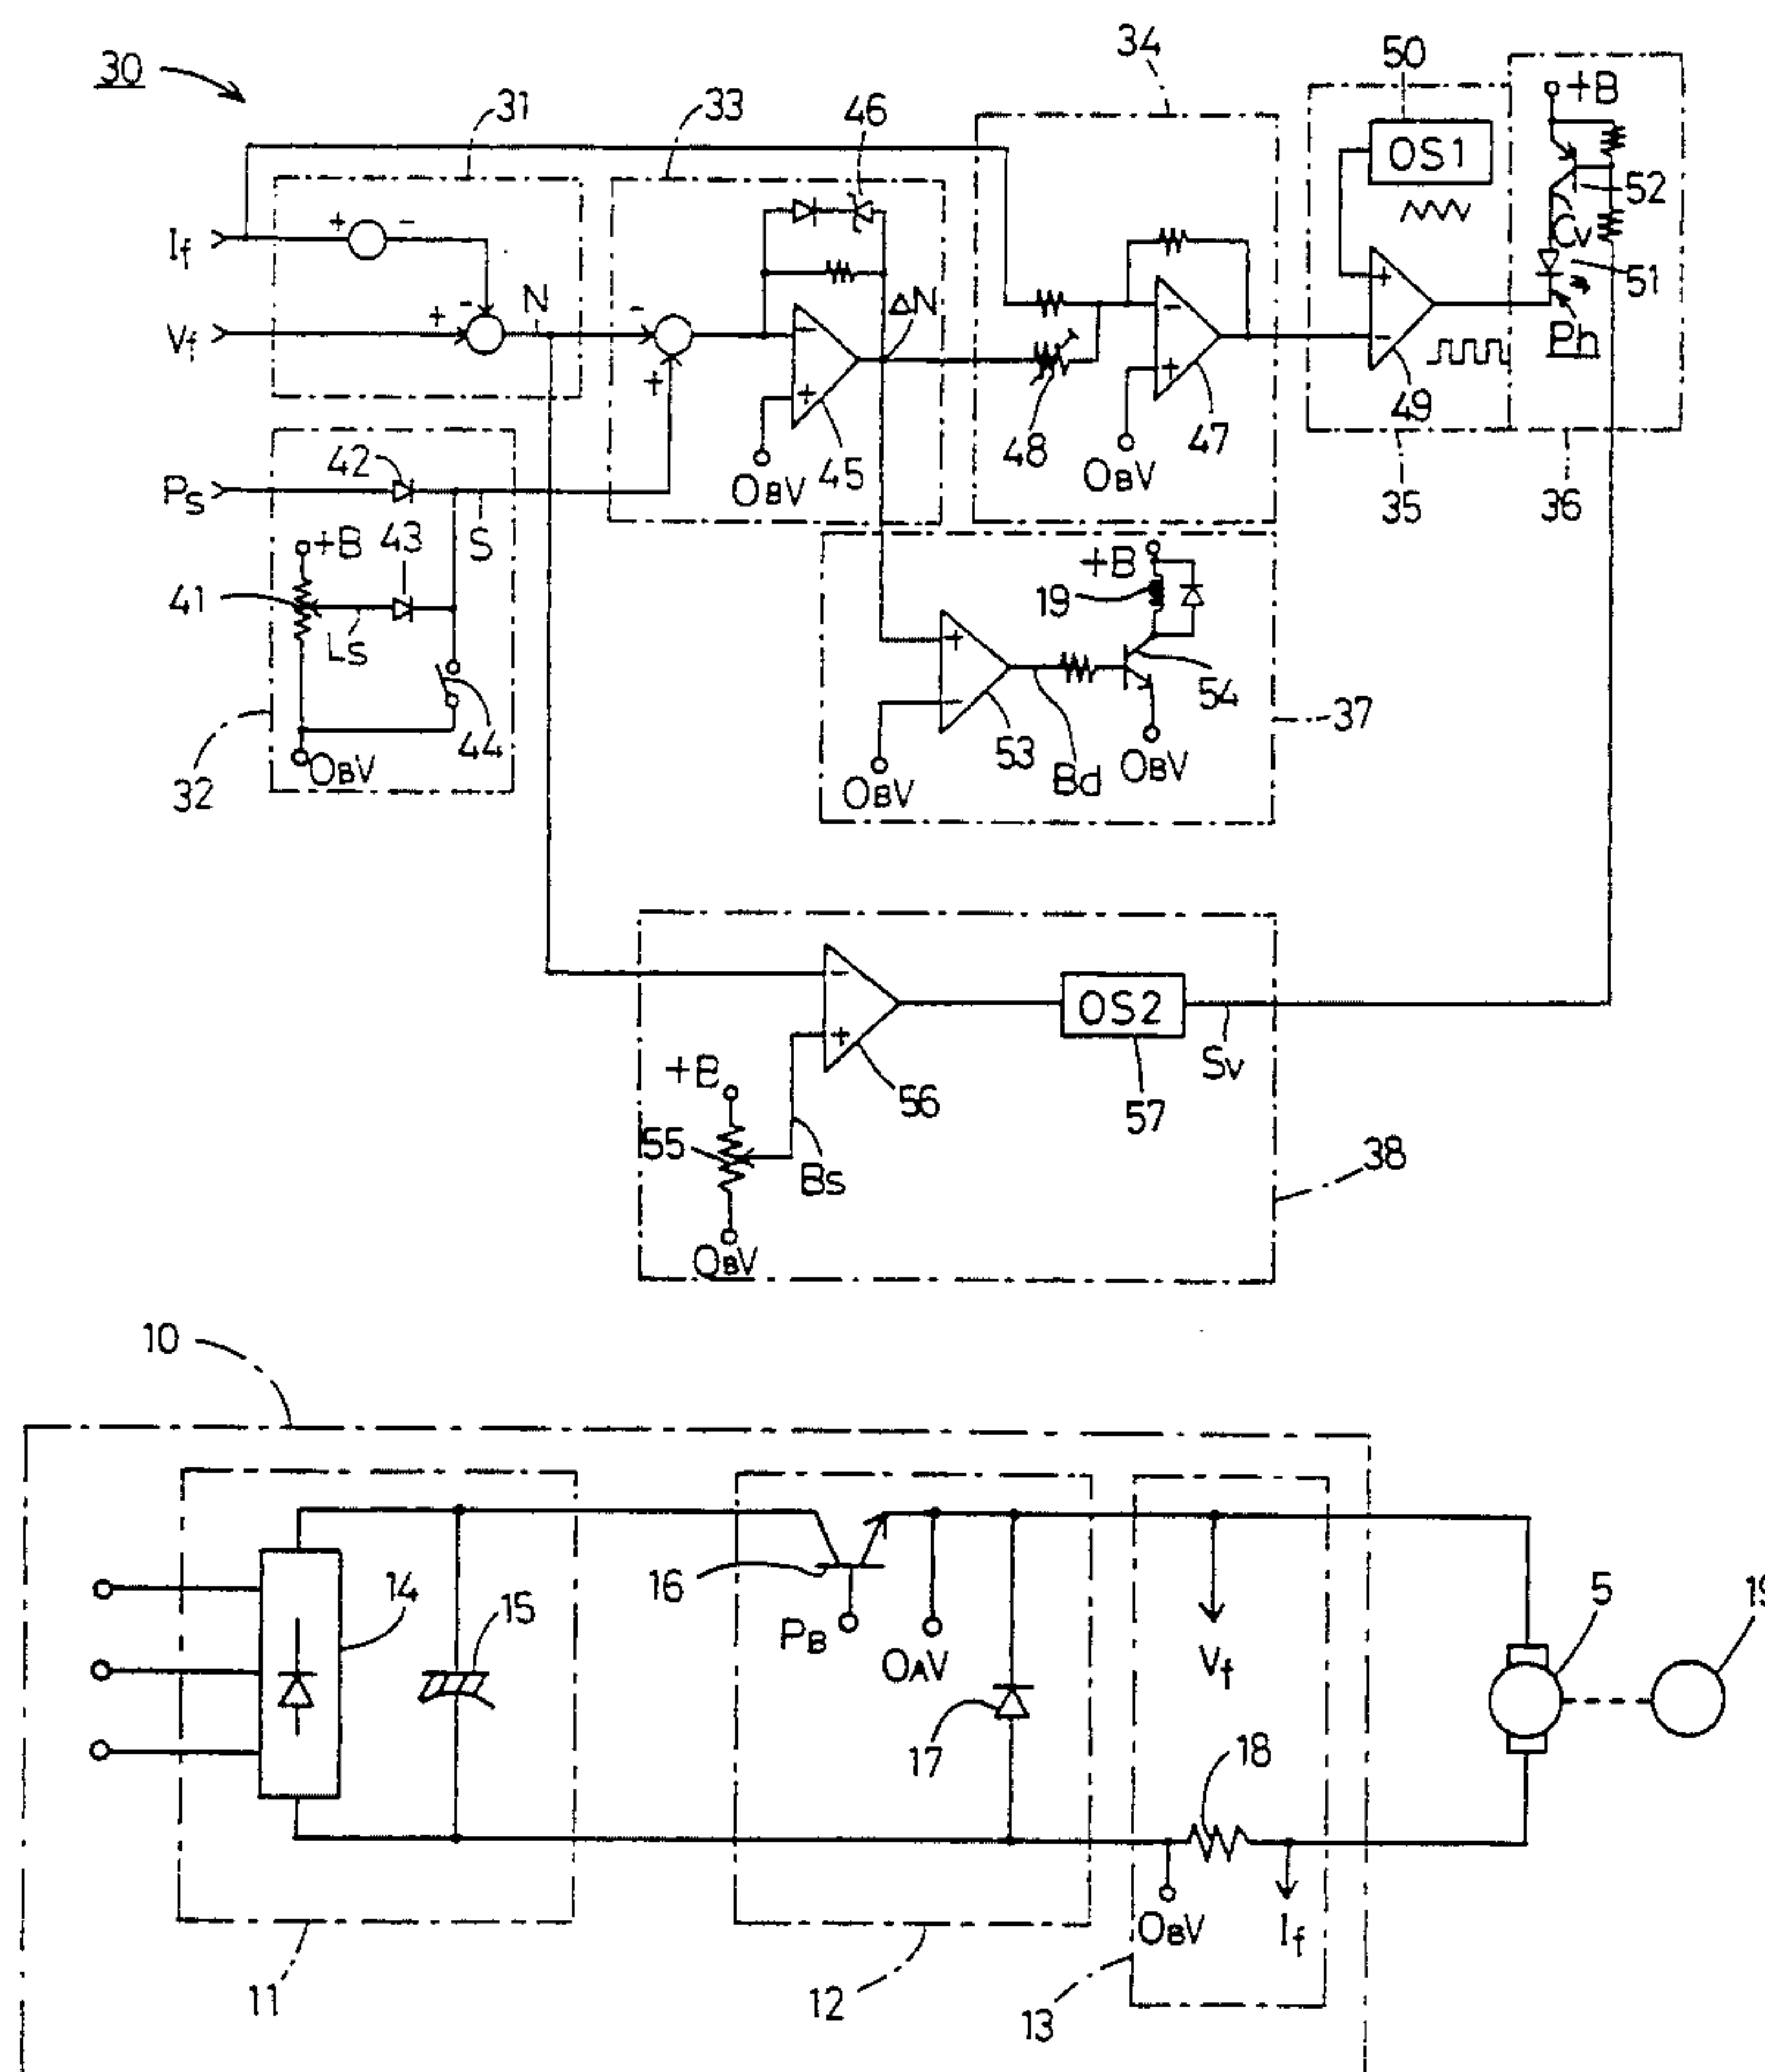 30
31
33
46
34
50
+B
OS1
52
Cv
51
Ph
If
+ -
-
+
N
-
+
ΔN
-
+
-
+
+
-
Vf
49
35
36
48
47
OBV
45
OBV
42
Ps
+B
43
S
41
Ls
44
OBV
32
+B
19
+
-
54
53
Bd
OBV
OBV
37
-
+
OS2
Sv
56
57
+B
55
Bs
OBV
38
10
14
15
16
PB
OAV
17
Vf
18
5
19
OBV
If
11
12
13